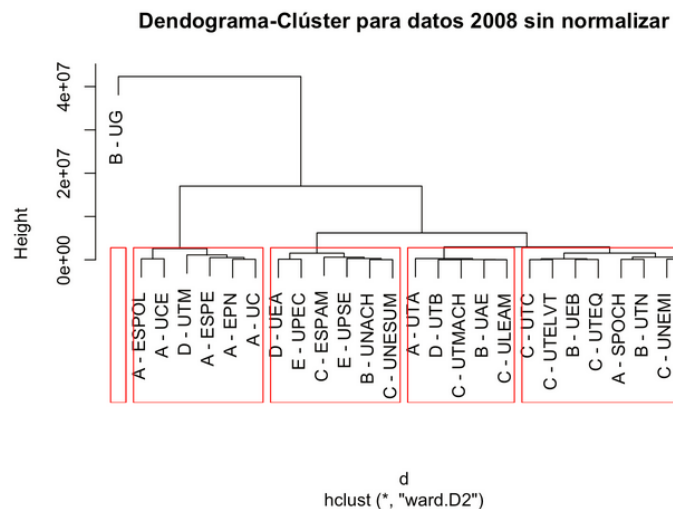 Dendograma-Clúster para datos 2008 sin normalizar
Height
0e+00
2e+07
4e+07
B - UG
A - ESPOL
A - UCE
D - UTM
A - ESPE
A - EPN
A - UC
D - UEA
E - UPEC
C - ESPAM
E - UPSE
B - UNACH
C - UNESUM
A - UTA
D - UTB
C - UTMACH
B - UAE
C - ULEAM
C - UTC
C - UTELVT
B - UEB
C - UTEQ
A - SPOCH
B - UTN
C - UNEMI
d
hclust (*, "ward.D2")